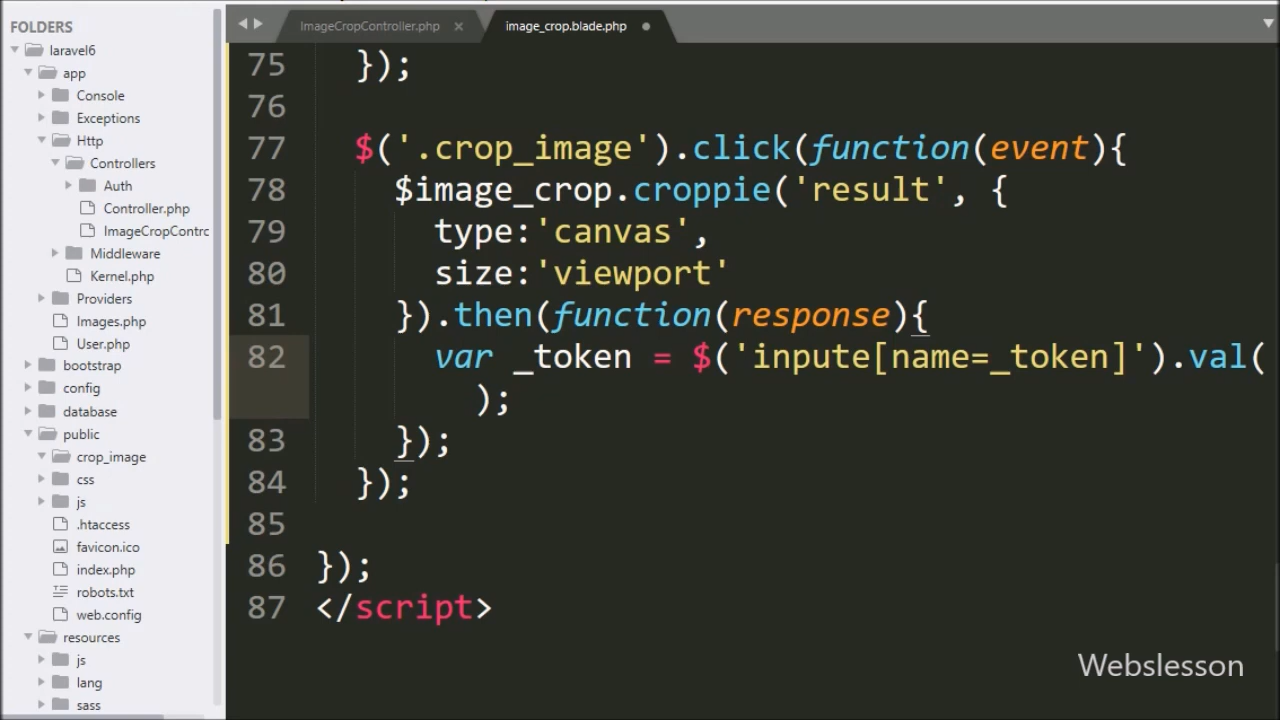 FOLDERS
laravel6
app
Console
Exceptions
Http
Controllers
Auth
Controller.php
ImageCropContrc
Middleware
Kernel.php
Providers
Images.php
User.php
bootstrap
config
database
public
crop_image
css
js
.htaccess
favicon.ico
index.php
robots.txt
web.config
resources
js
lang
sass
ImageCropController.php
image_crop.blade.php
75 });
76
77 $('.crop_image').click(function(event){
78 $image_crop.croppie('result', {
79 type:'canvas',
80 size:'viewport'
81 }).then(function(response){
82 var _token = $('inpute[name=_token]').val(
);
83 });
84 });
85
86 });
87 </script>
Webslesson